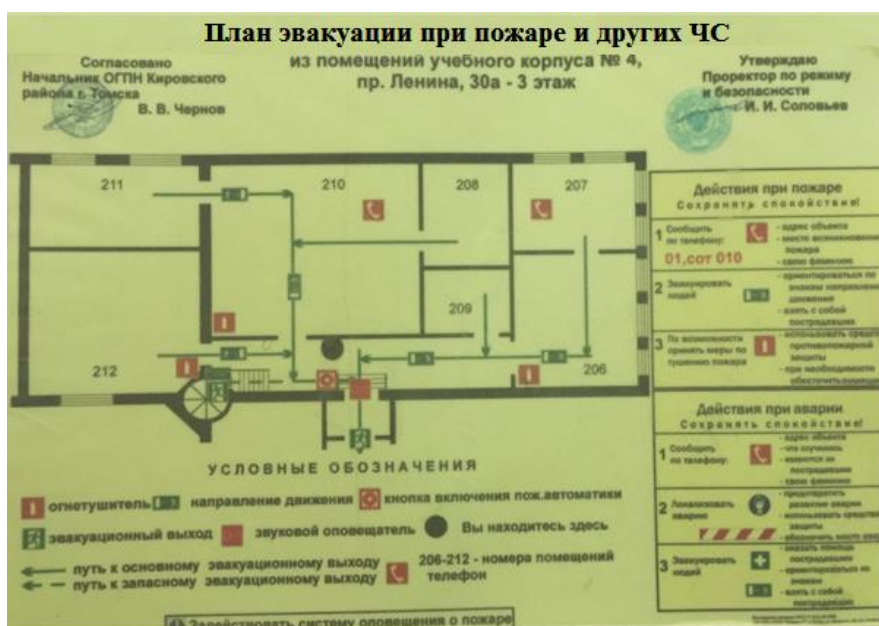 План эвакуации при пожаре и других ЧС
из помещений учебного корпуса № 4,
пр. Ленина, 30а - 3 этаж
Согласовано
Начальник ОГПН Кировского
района г. Томска
В. В. Чернов
Утверждаю
Проректор по режиму
и безопасности
И. И. Соловьев
211
210
208
207
209
212
206
УСЛОВНЫЕ ОБОЗНАЧЕНИЯ
огнетушитель
направление движения
кнопка включения пож.автоматики
эвакуационный выход
звуковой оповещатель
Вы находитесь здесь
путь к основному эвакуационному выходу
путь к запасному эвакуационному выходу
206-212 - номера помещений
телефон
Задействовать систему оповещения о пожаре
Действия при пожаре
Сохранять спокойствие!
1 Сообщить
по телефону:
01,сот 010
- адрес объекта
- место возникновения
пожара
- свою фамилию
2 Эвакуировать
людей
- ориентироваться по
знакам направления
движения
- взять с собой
пострадавших
3 По возможности
принять меры по
тушению пожара
- использовать средства
противопожарной
защиты
- при необходимости
Действия при аварии
Сохранять спокойствие!
1 Сообщить
по телефону:
- адрес объекта
- что случилось
- имеются ли
пострадавшие
- свою фамилию
2 Локализовать
аварию
- предотвратить
развитие аварии
- использовать средства
защиты
- обозначить место
3 Эвакуировать
людей
- оказать помощь
пострадавшим
- ориентироваться по
знакам
- взять с собой
пострадавших